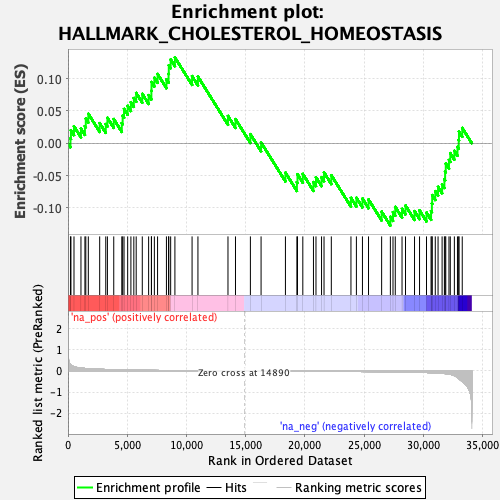 Enrichment plot:
HALLMARK_CHOLESTEROL_HOMEOSTASIS
Enrichment score (ES)
0.10
0.05
0.00
-0.05
-0.10
'na_pos' (positively correlated)
Ranked list metric (PreRanked)
2
1
0
-1
-2
Zero cross at 14890
'na_neg' (negatively correlated)
0 5,000 10,000 15,000 20,000 25,000 30,000 35,000
Rank in Ordered Dataset
Enrichment profile Hits Ranking metric scores